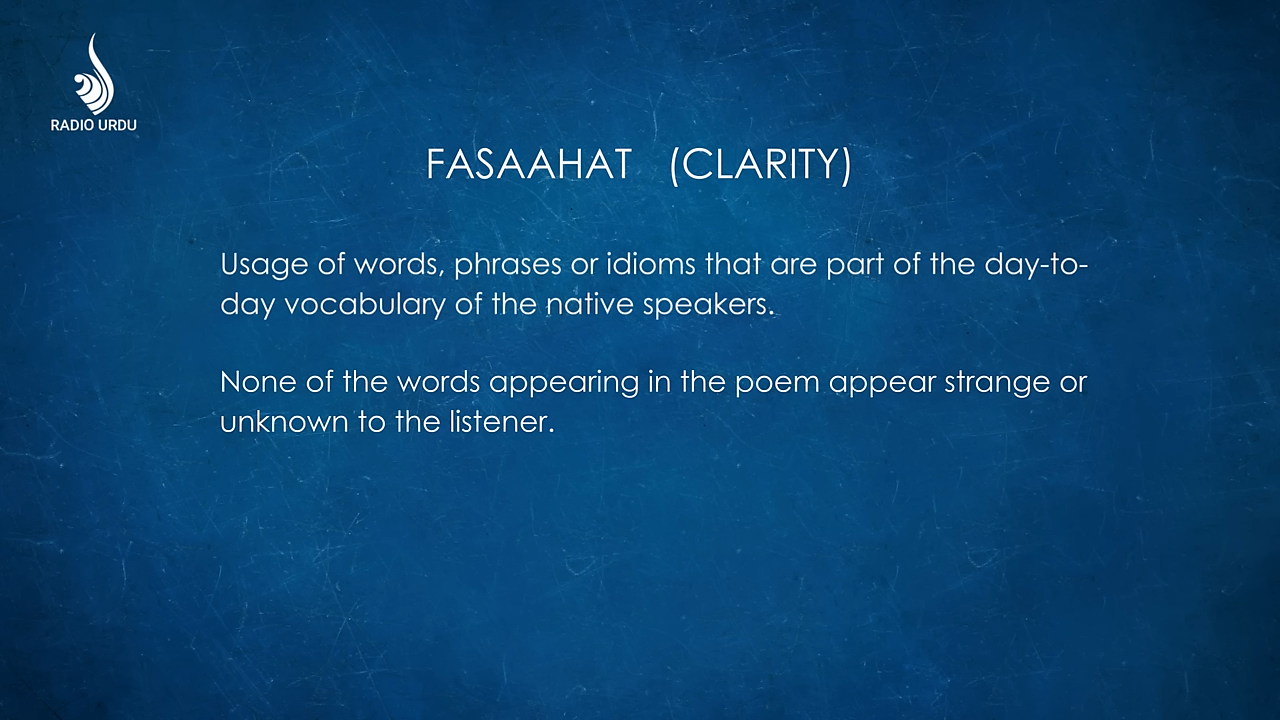 RADIO URDU
FASAAHAT (CLARITY)
Usage of words, phrases or idioms that are part of the day-to-
day vocabulary of the native speakers.
None of the words appearing in the poem appear strange or
unknown to the listener.